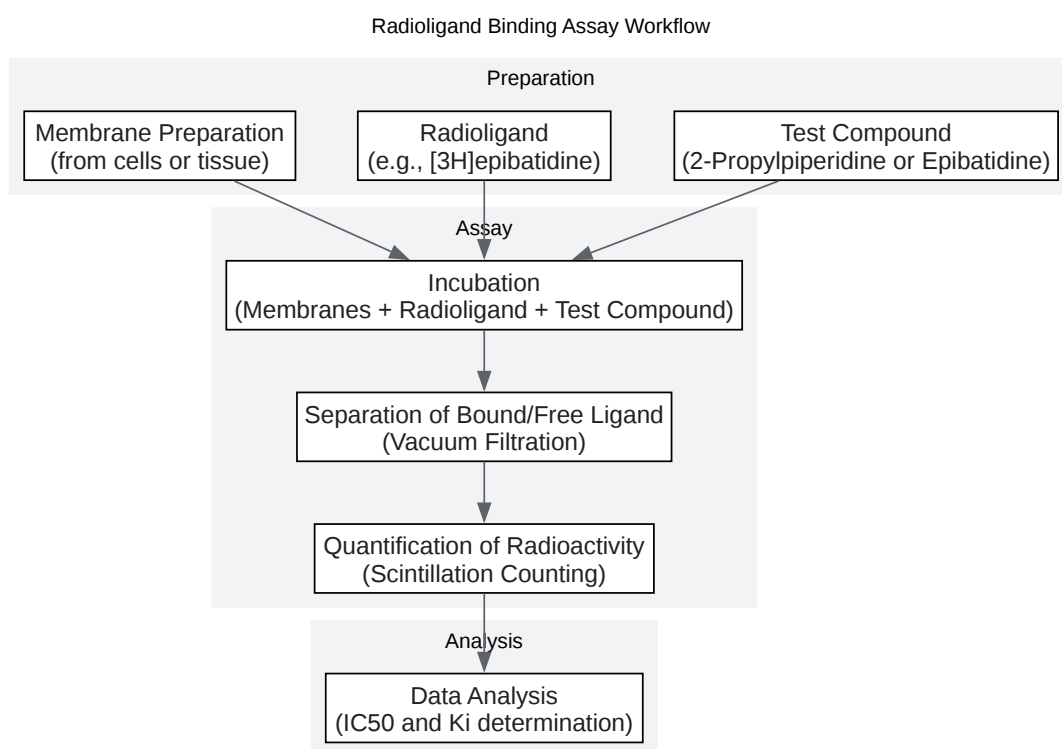 Radioligand Binding Assay Workflow
Preparation
Membrane Preparation
(from cells or tissue)
Radioligand
(e.g., [3H]epibatidine)
Test Compound
(2-Propylpiperidine or Epibatidine)
Assay
Incubation
(Membranes + Radioligand + Test Compound)
Separation of Bound/Free Ligand
(Vacuum Filtration)
Quantification of Radioactivity
(Scintillation Counting)
Analysis
Data Analysis
(IC50 and Ki determination)